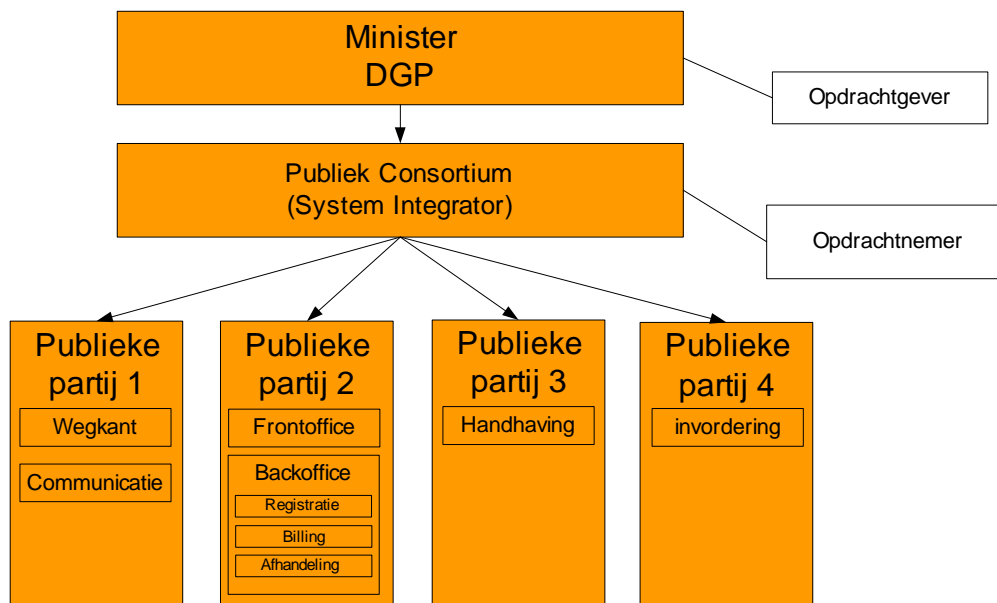 Minister
DGP
Opdrachtgever
Publiek Consortium
(System Integrator)
Opdrachtnemer
Publieke
partij 1
Wegkant
Communicatie
Publieke
partij 2
Frontoffice
Backoffice
Registratie
Billing
Afhandeling
Publieke
partij 3
Handhaving
Publieke
partij 4
invordering